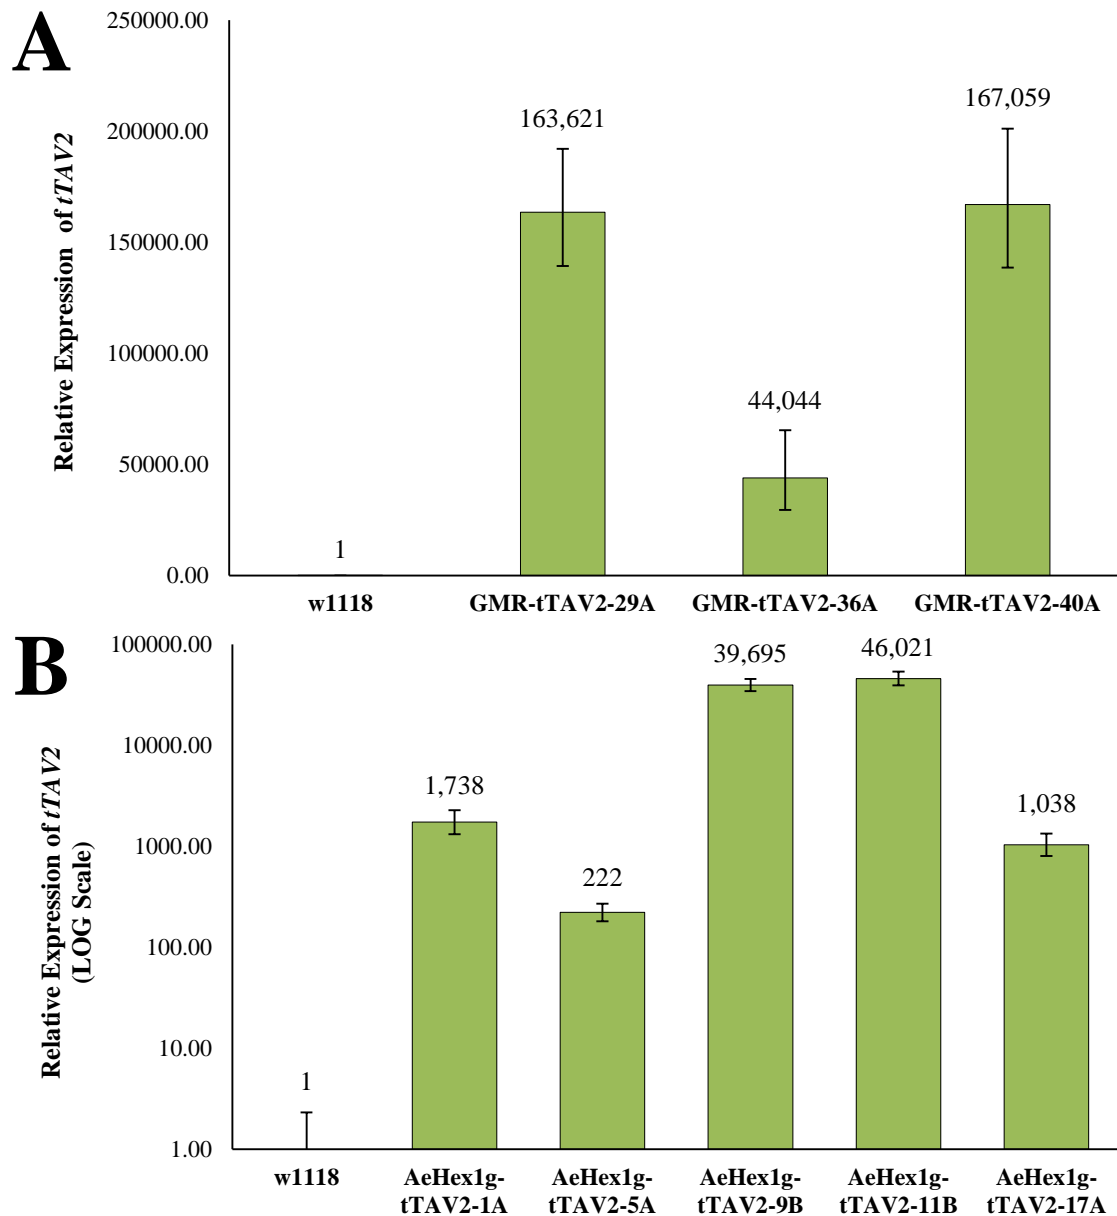 A
Relative Expression of tTAV2
250000.00
200000.00
150000.00
100000.00
50000.00
0.00
1
163,621
44,044
167,059
w1118
GMR-tTAV2-29A
GMR-tTAV2-36A
GMR-tTAV2-40A
B
Relative Expression of tTAV2
(LOG Scale)
100000.00
10000.00
1000.00
100.00
10.00
1.00
1
1,738
222
39,695
46,021
1,038
w1118
AeHex1g-
tTAV2-1A
AeHex1g-
tTAV2-5A
AeHex1g-
tTAV2-9B
AeHex1g-
tTAV2-11B
AeHex1g-
tTAV2-17A